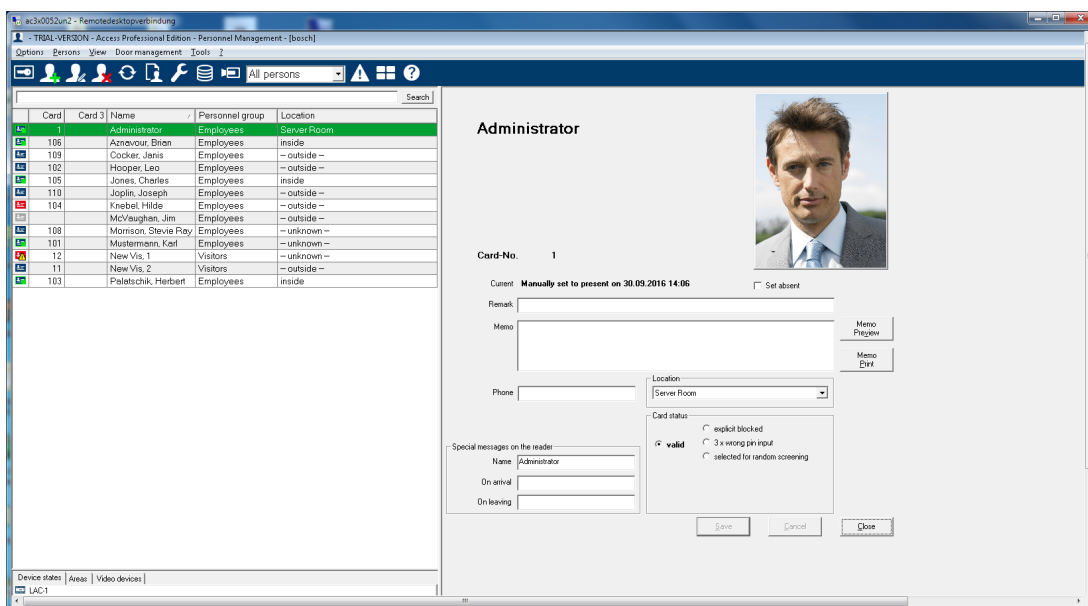 ac3x0052un2 - Remotedesktopverbindung
- TRIAL-VERSION - Access Professional Edition - Personnel Management - [bosch]
Options Persons View Door management Tools ?
All persons
Search
Card Card 3 Name Personnel group Location
1 Administrator Employees Server Room
106 Aznavour, Brian Employees inside
109 Cocker, Janis Employees -- outside --
102 Hooper, Leo Employees -- outside --
105 Jones, Charles Employees inside
110 Joplin, Joseph Employees -- outside --
104 Knebel, Hilde Employees -- outside --
McVaughan, Jim Employees -- outside --
108 Morrison, Stevie Ray Employees -- unknown --
101 Mustermann, Karl Employees -- unknown --
12 New Vis, 1 Visitors -- unknown --
11 New Vis, 2 Visitors -- outside --
103 Palatschik, Herbert Employees inside
Device states Areas Video devices
LAC-1
Administrator
Card-No. 1
Current Manually set to present on 30.09.2016 14:06
Set absent
Remark
Memo
Memo
Preview
Memo
Print
Phone
Location
Server Room
Card status
valid
explicit blocked
3 x wrong pin input
selected for random screening
Special messages on the reader
Name Administrator
On arrival
On leaving
Save Cancel Close